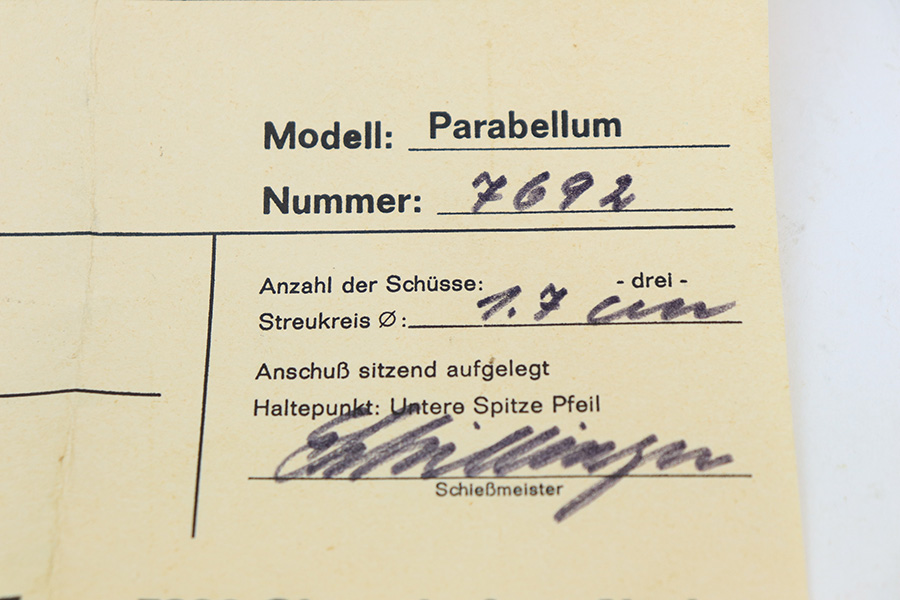 Modell: Parabellum
Nummer: 7692
Anzahl der Schüsse: - drei -
Streukreis Ø: 1.7 cm
Anschuß sitzend aufgelegt
Haltepunkt: Untere Spitze Pfeil
Schießmeister